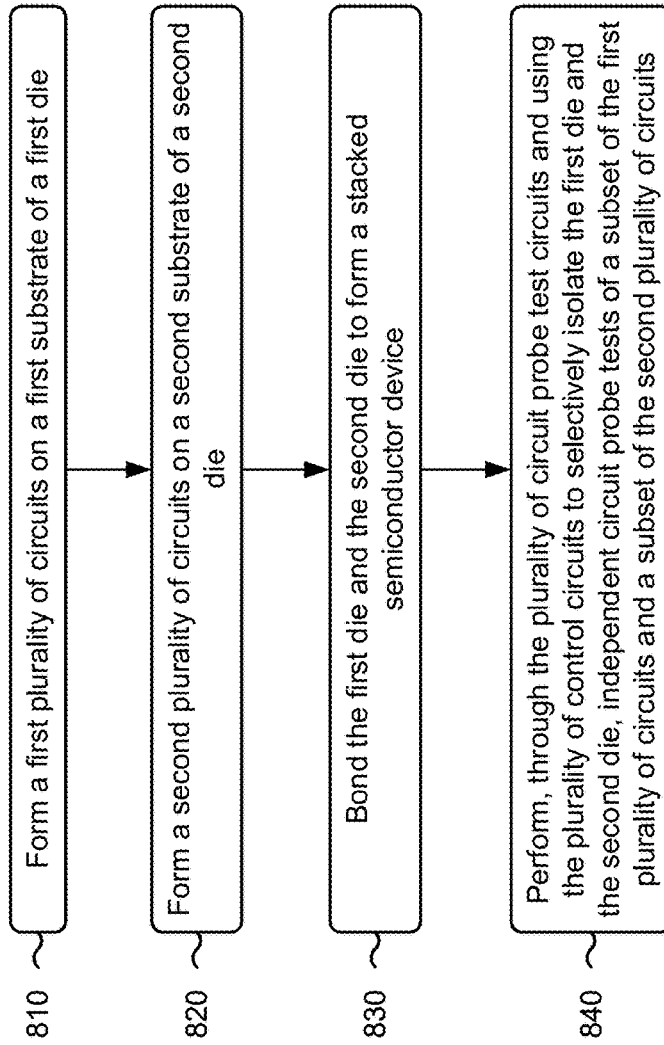 810
Form a first plurality of circuits on a first substrate of a first die
820
Form a second plurality of circuits on a second substrate of a second
die
830
Bond the first die and the second die to form a stacked
semiconductor device
840
Perform, through the plurality of circuit probe test circuits and using
the plurality of control circuits to selectively isolate the first die and
the second die, independent circuit probe tests of a subset of the first
plurality of circuits and a subset of the second plurality of circuits